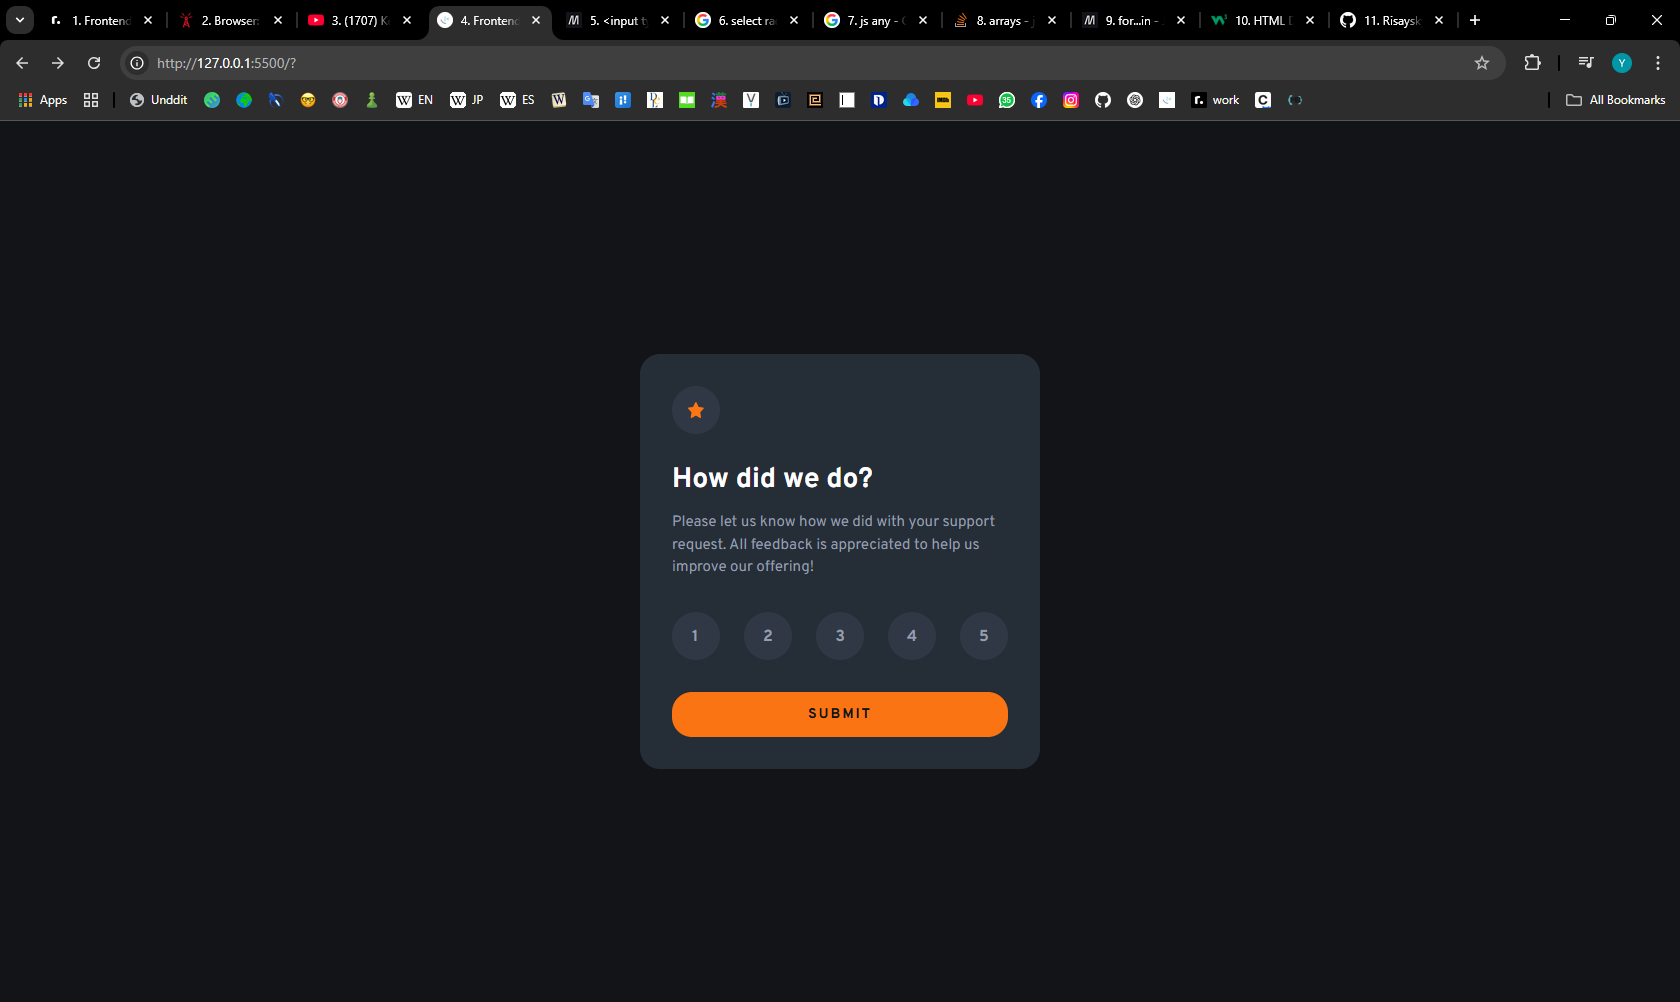 1. Frontend
2. Browser:
3. (1707) K
4. Frontend
5. <input t
6. select ra
7. js any - 
8. arrays - j
9. for...in -
10. HTML D
11. Risaysk
http://127.0.0.1:5500/?
Y
Apps
Unddit
W EN
W JP
W ES
W
35
work
All Bookmarks
How did we do?
Please let us know how we did with your support
request. All feedback is appreciated to help us
improve our offering!
1 2 3 4 5
SUBMIT